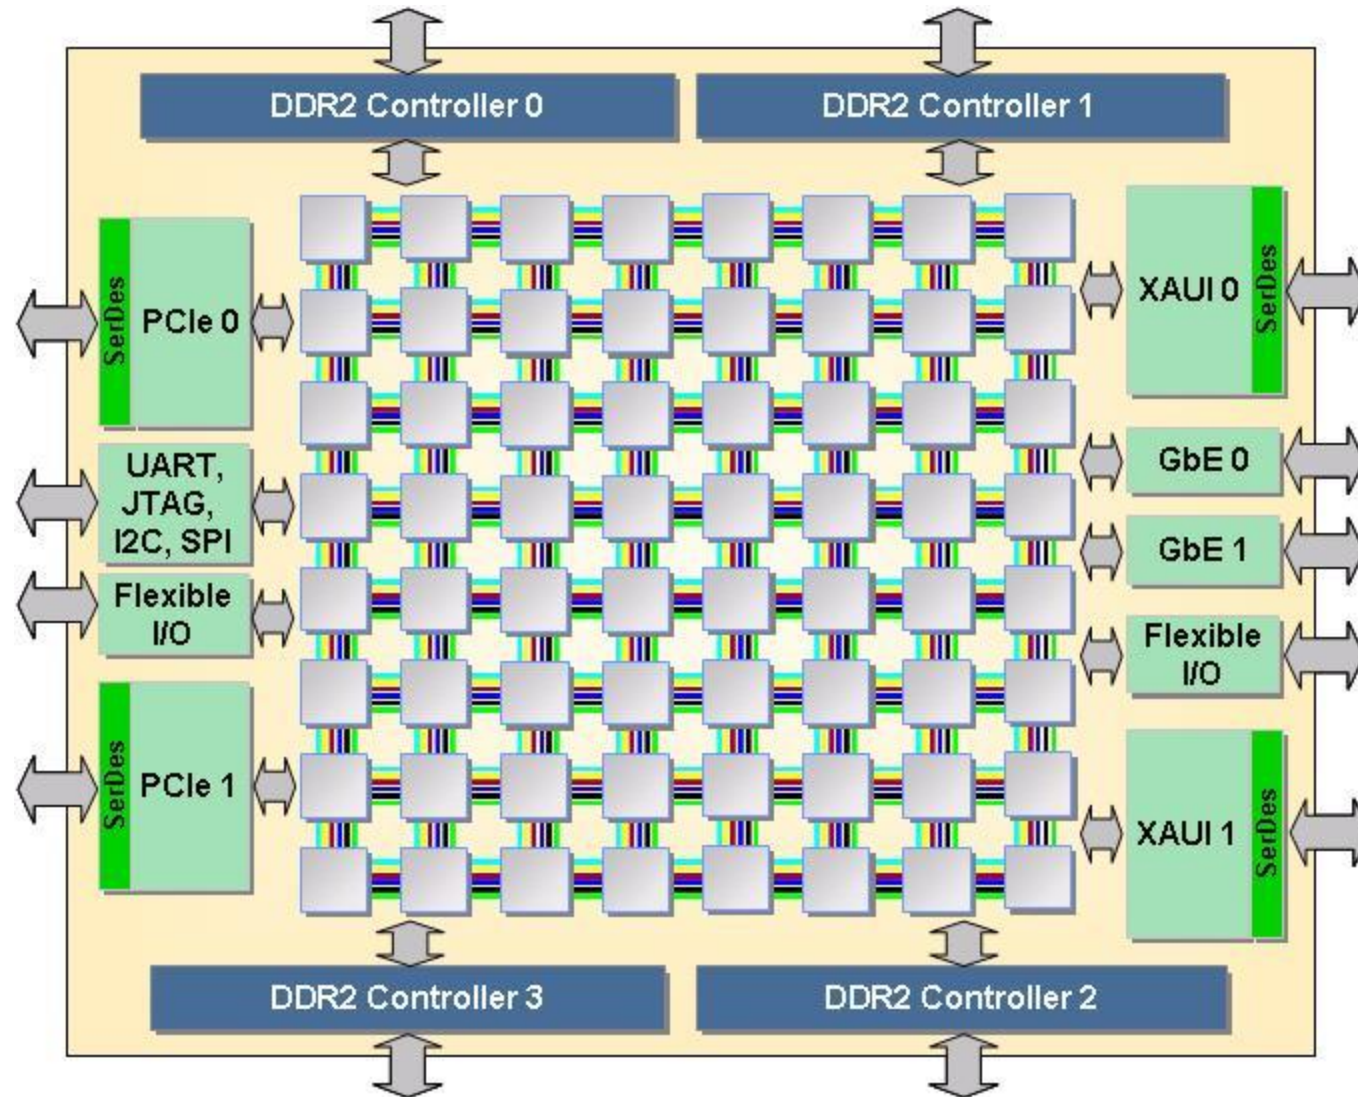 DDR2 Controller 0
DDR2 Controller 1
SerDes
PCIe 0
XAUI 0
SerDes
UART,
JTAG,
I2C, SPI
GbE 0
GbE 1
Flexible
I/O
Flexible
I/O
SerDes
PCIe 1
XAUI 1
SerDes
DDR2 Controller 3
DDR2 Controller 2